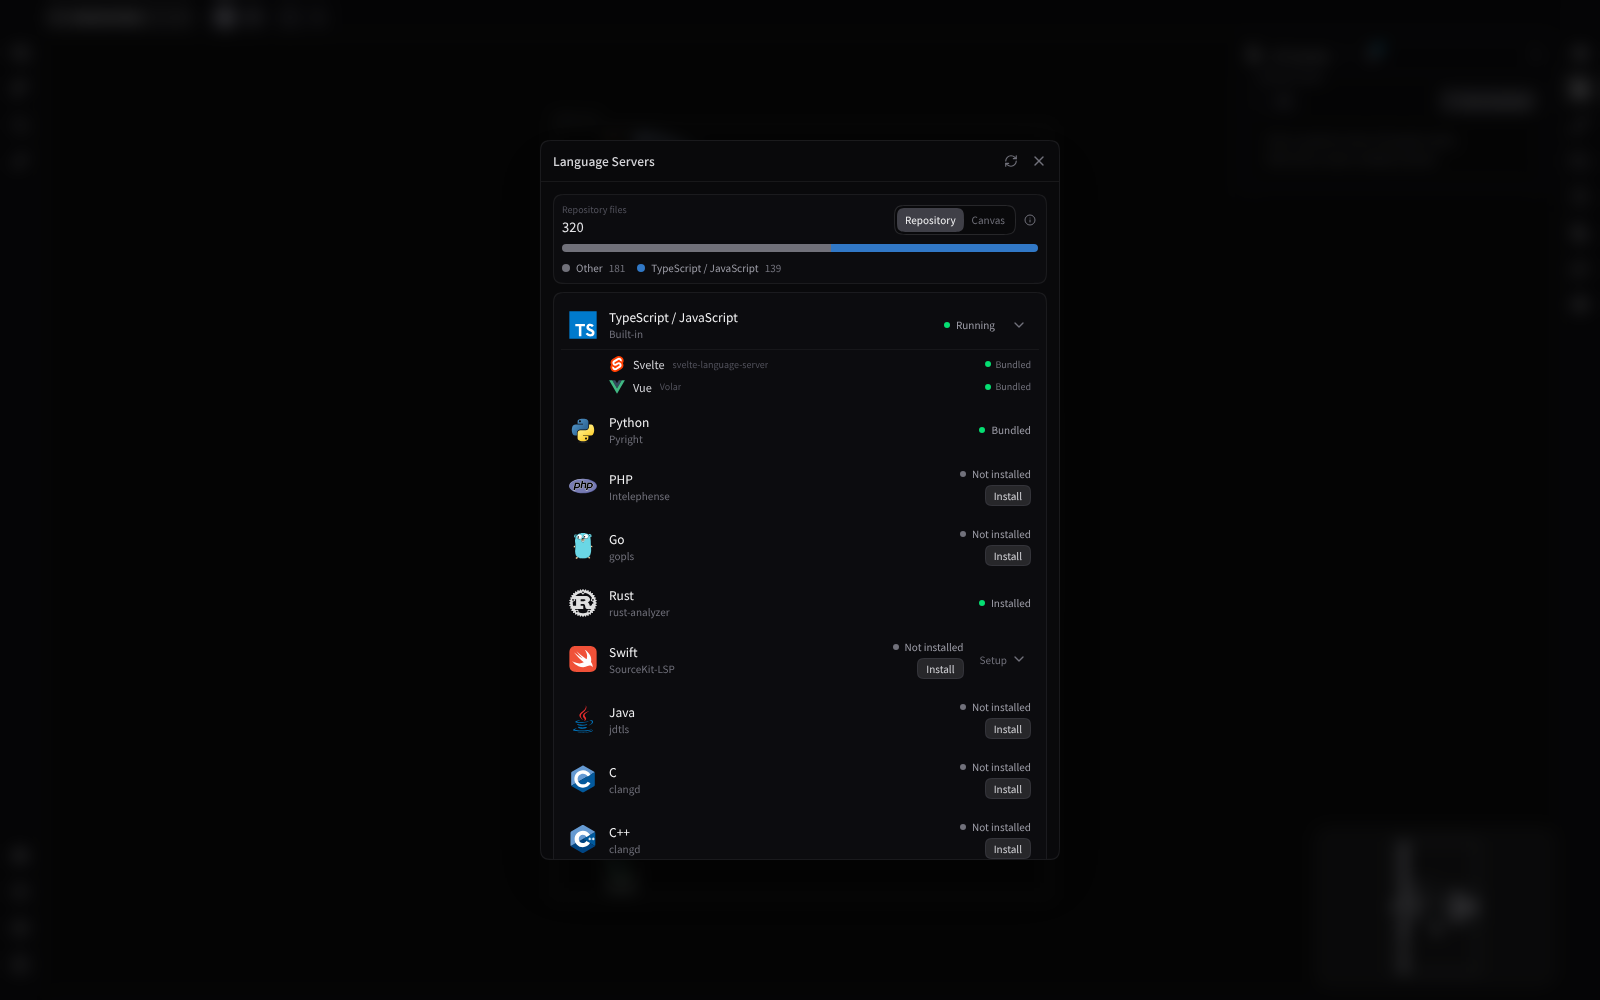 Language Servers
Repository files
320
Repository Canvas
Other 181 TypeScript / JavaScript 139
TS
TypeScript / JavaScript
Built-in
Running
Svelte svelte-language-server
Bundled
Vue Volar
Bundled
Python
Pyright
Bundled
php
PHP
Intelephense
Not installed
Install
Go
gopls
Not installed
Install
R
Rust
rust-analyzer
Installed
Swift
SourceKit-LSP
Not installed
Install
Setup
Java
jdtls
Not installed
Install
C
C
clangd
Not installed
Install
C++
C++
clangd
Not installed
Install